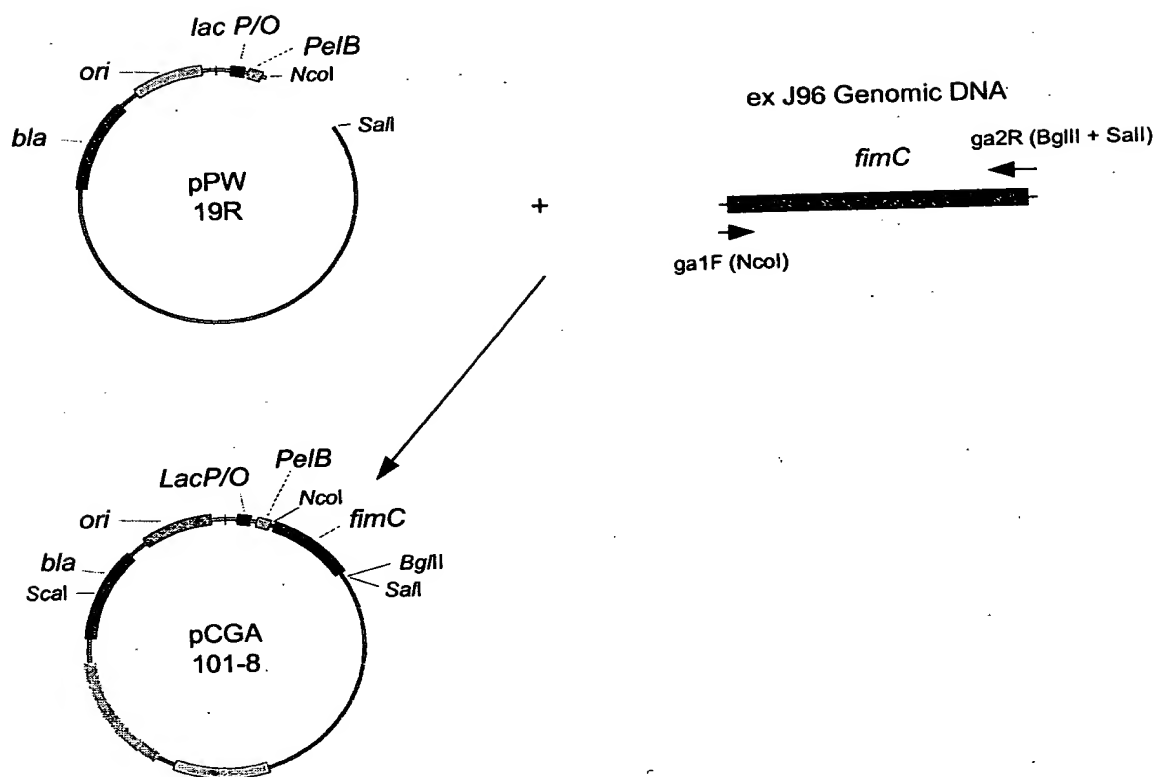 lac P/O
PelB
ori
NcoI
bla
SalI
pPW
19R
+
ex J96 Genomic DNA
ga2R (BglII + SalI)
fimC
ga1F (NcoI)
LacP/O
PelB
NcoI
fimC
ori
bla
ScaI
BglII
SalI
pCGA
101-8